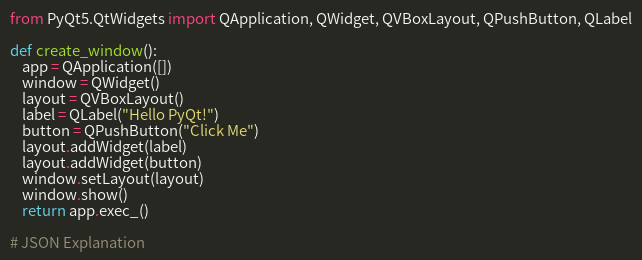 from PyQt5.QtWidgets import QApplication, QWidget, QVBoxLayout, QPushButton, QLabel

def create_window():
    app = QApplication([])
    window = QWidget()
    layout = QVBoxLayout()
    label = QLabel("Hello PyQt!")
    button = QPushButton("Click Me")
    layout.addWidget(label)
    layout.addWidget(button)
    window.setLayout(layout)
    window.show()
    return app.exec_()

# JSON Explanation